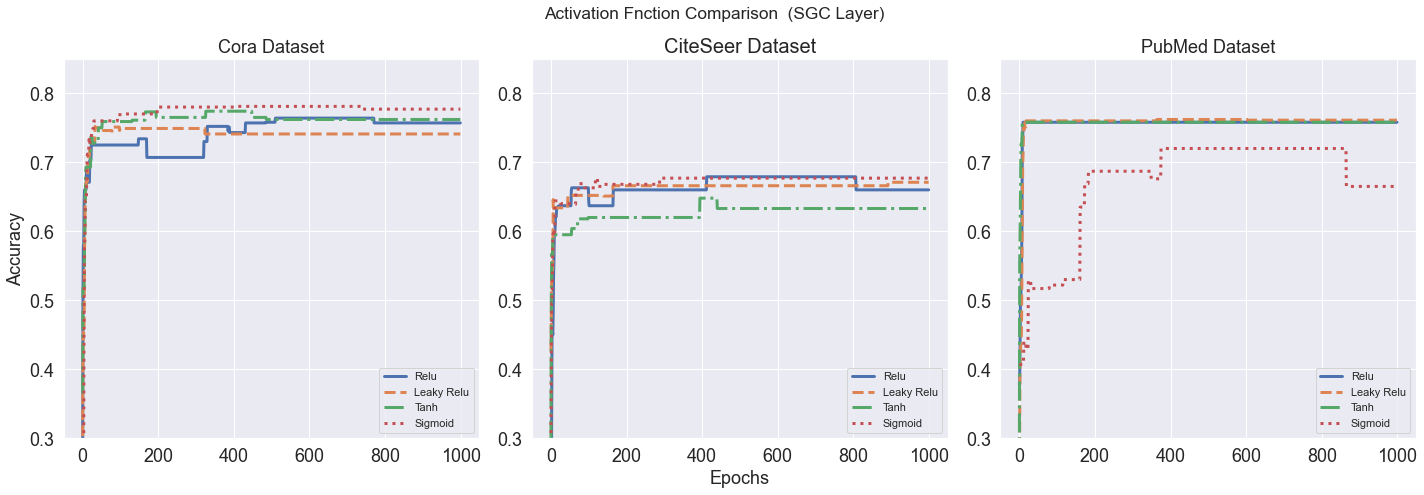 Activation Fnction Comparison  (SGC Layer)
Cora Dataset
Accuracy
0.8
0.7
0.6
0.5
0.4
0.3
0 200 400 600 800 1000
Relu
Leaky Relu
Tanh
Sigmoid
CiteSeer Dataset
0.8
0.7
0.6
0.5
0.4
0.3
0 200 400 600 800 1000
Epochs
Relu
Leaky Relu
Tanh
Sigmoid
PubMed Dataset
0.8
0.7
0.6
0.5
0.4
0.3
0 200 400 600 800 1000
Relu
Leaky Relu
Tanh
Sigmoid